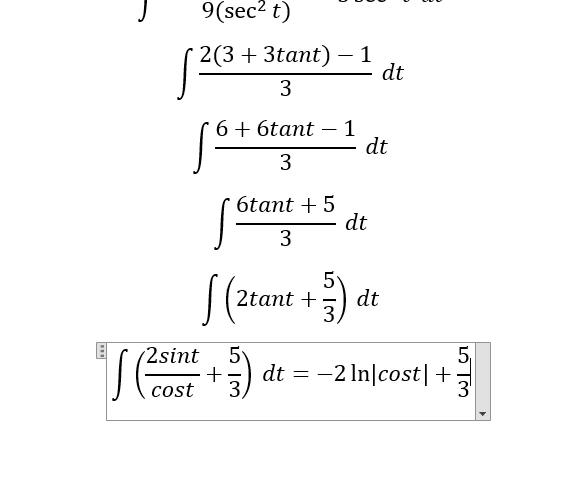 ∫ 9(sec² t)
∫ (2(3 + 3tant) − 1)/3 dt
∫ (6 + 6tant − 1)/3 dt
∫ (6tant + 5)/3 dt
∫ (2tant + 5/3) dt
∫ (2sint/cost + 5/3) dt = −2 ln|cost| + 5/3